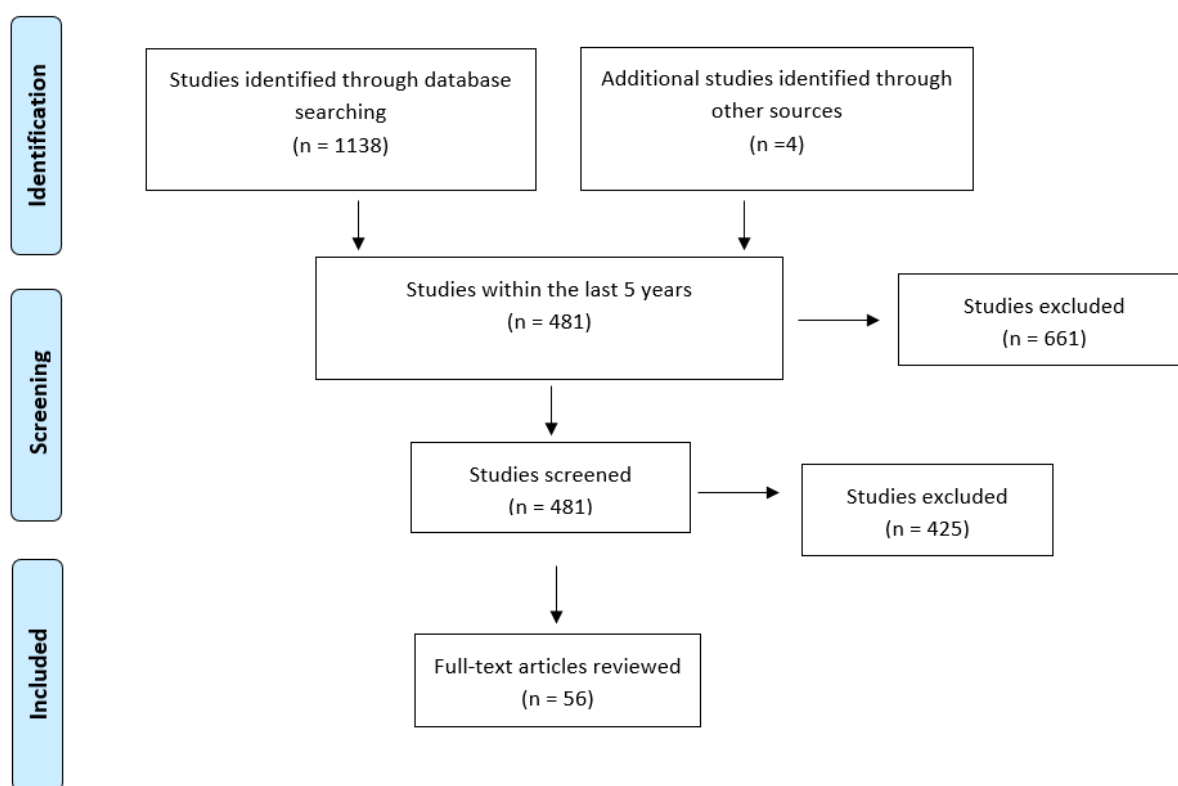 Identification
Studies identified through database
searching
(n = 1138)
Additional studies identified through
other sources
(n =4)
Screening
Studies within the last 5 years
(n = 481)
Studies excluded
(n = 661)
Studies screened
(n = 481)
Studies excluded
(n = 425)
Included
Full-text articles reviewed
(n = 56)